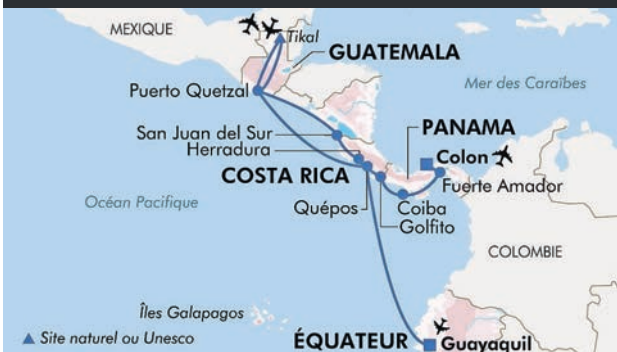 MEXIQUE
Tikal
GUATEMALA
Mer des Caraïbes
Puerto Quetzal
San Juan del Sur
PANAMA
Herradura
Colon
COSTA RICA
Fuerte Amador
Océan Pacifique
Quépos
Coiba
Golfito
COLOMBIE
Îles Galapagos
Site naturel ou Unesco
ÉQUATEUR
Guayaquil